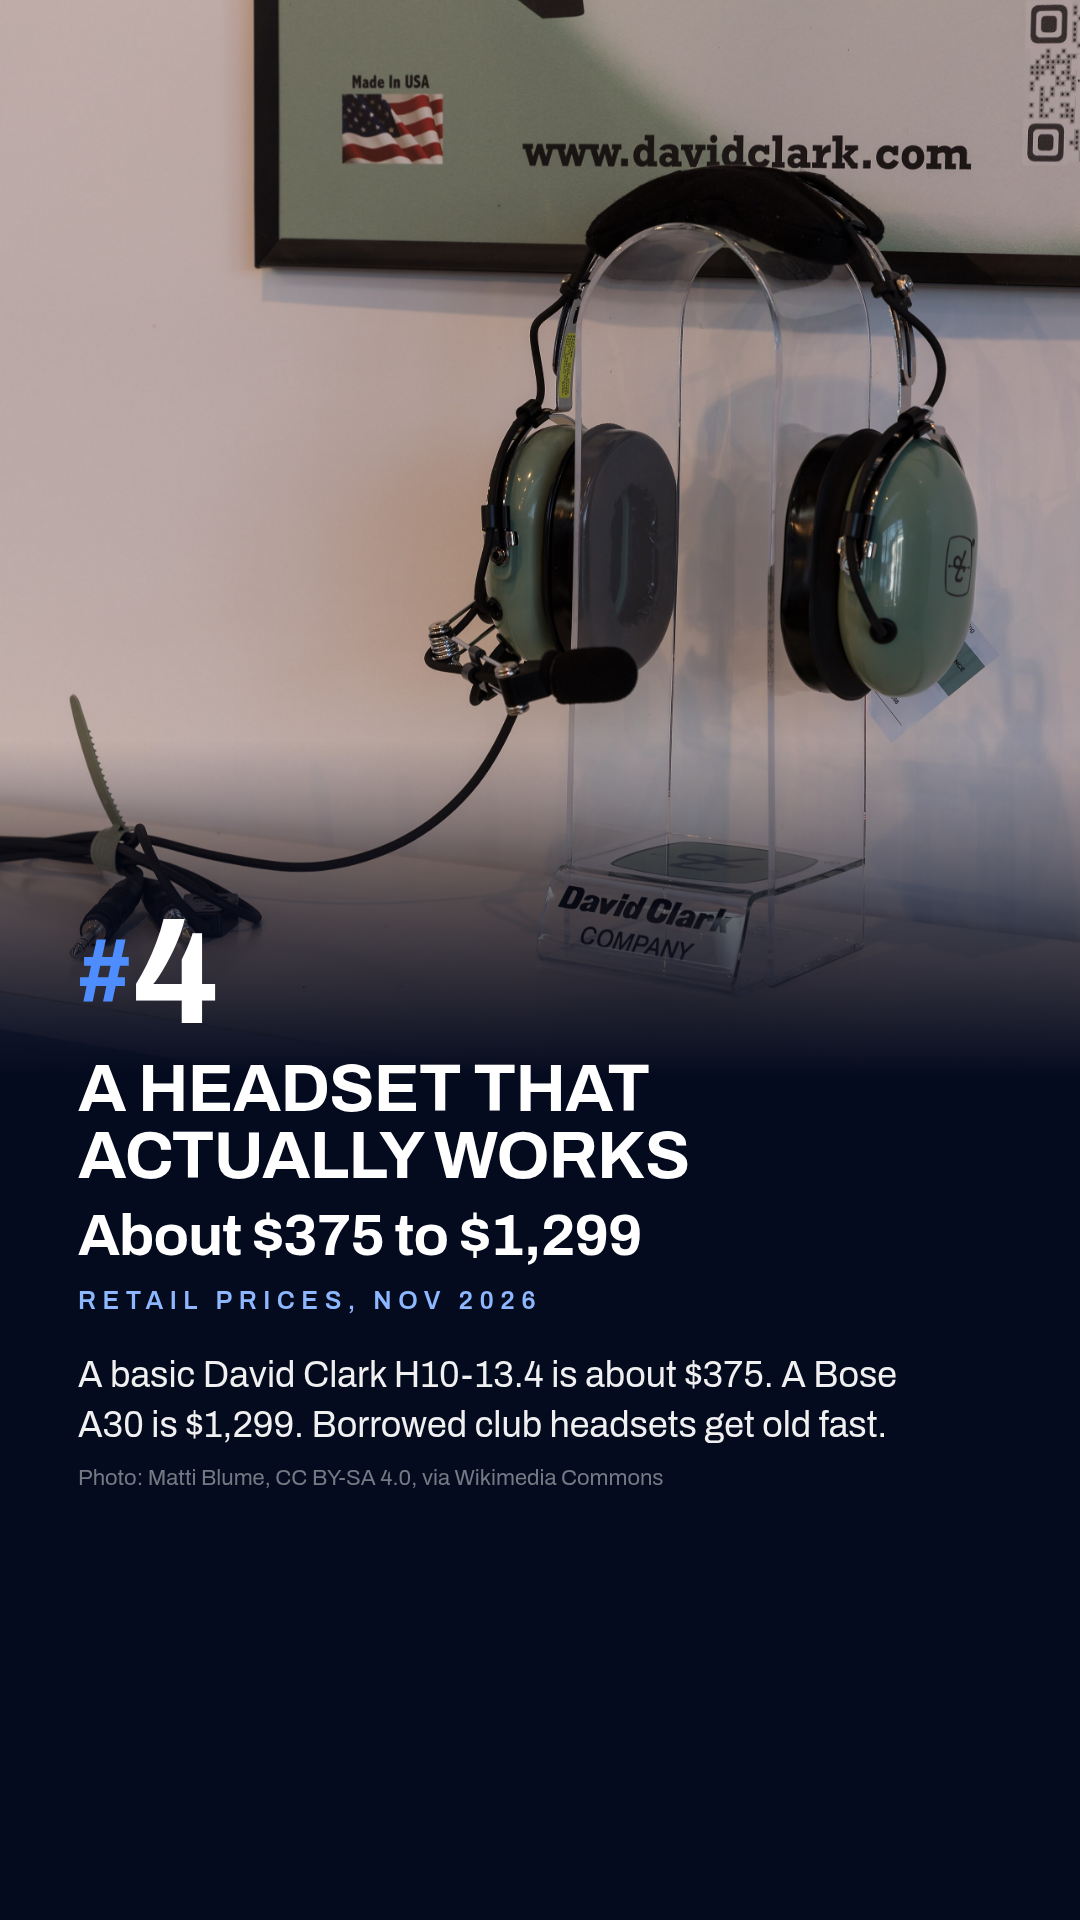 Made In USA
www.davidclark.com
David Clark
COMPANY
#4
A HEADSET THAT
ACTUALLY WORKS
About $375 to $1,299
RETAIL PRICES, NOV 2026
A basic David Clark H10-13.4 is about $375. A Bose
A30 is $1,299. Borrowed club headsets get old fast.
Photo: Matti Blume, CC BY-SA 4.0, via Wikimedia Commons